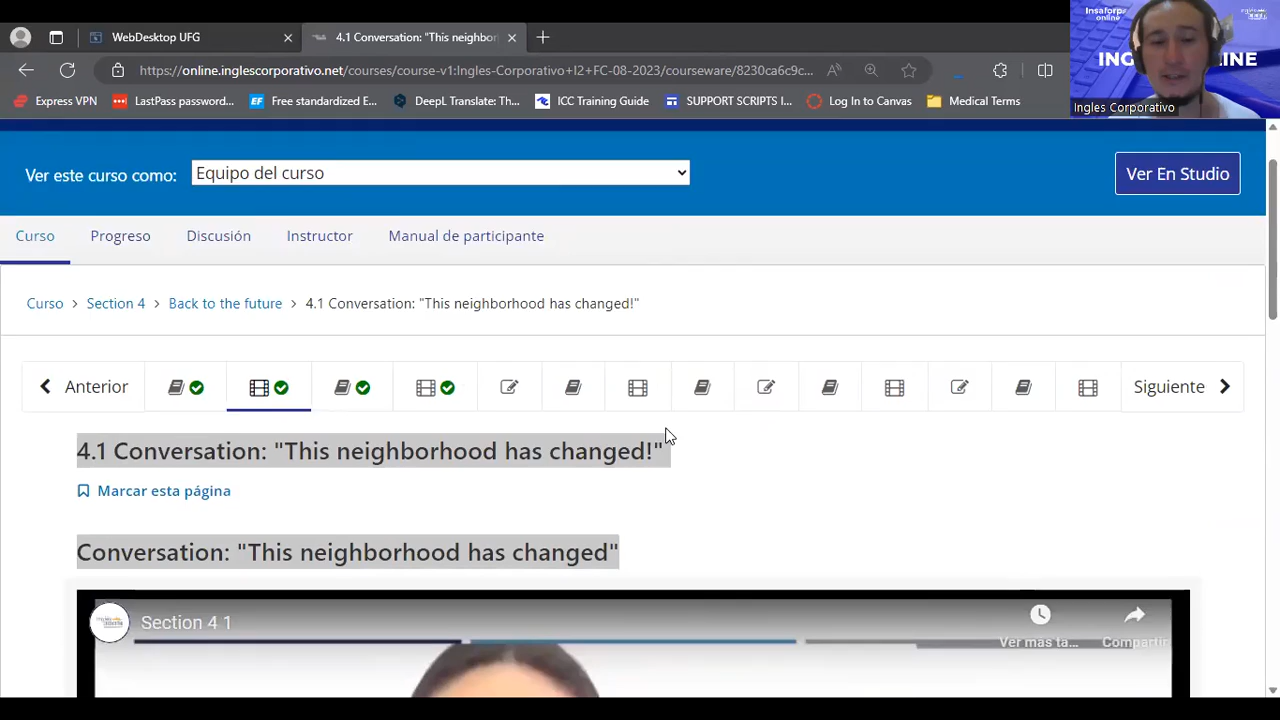 WebDesktop UFG
4.1 Conversation: "This neighbor
https://online.inglescorporativo.net/courses/course-v1:Ingles-Corporativo+I2+FC-08-2023/courseware/8230ca6c9c...
Express VPN
LastPass password...
Free standardized E...
DeepL Translate: Th...
ICC Training Guide
SUPPORT SCRIPTS I...
Log In to Canvas
Medical Terms
Insaforp
online
ING
ONLINE
Ingles Corporativo
Ver este curso como:
Equipo del curso
Ver En Studio
Curso
Progreso
Discusión
Instructor
Manual de participante
Curso > Section 4 > Back to the future > 4.1 Conversation: "This neighborhood has changed!"
Anterior
Siguiente
4.1 Conversation: "This neighborhood has changed!"
Marcar esta página
Conversation: "This neighborhood has changed"
Section 4 1
Ver más ta...
Compartir